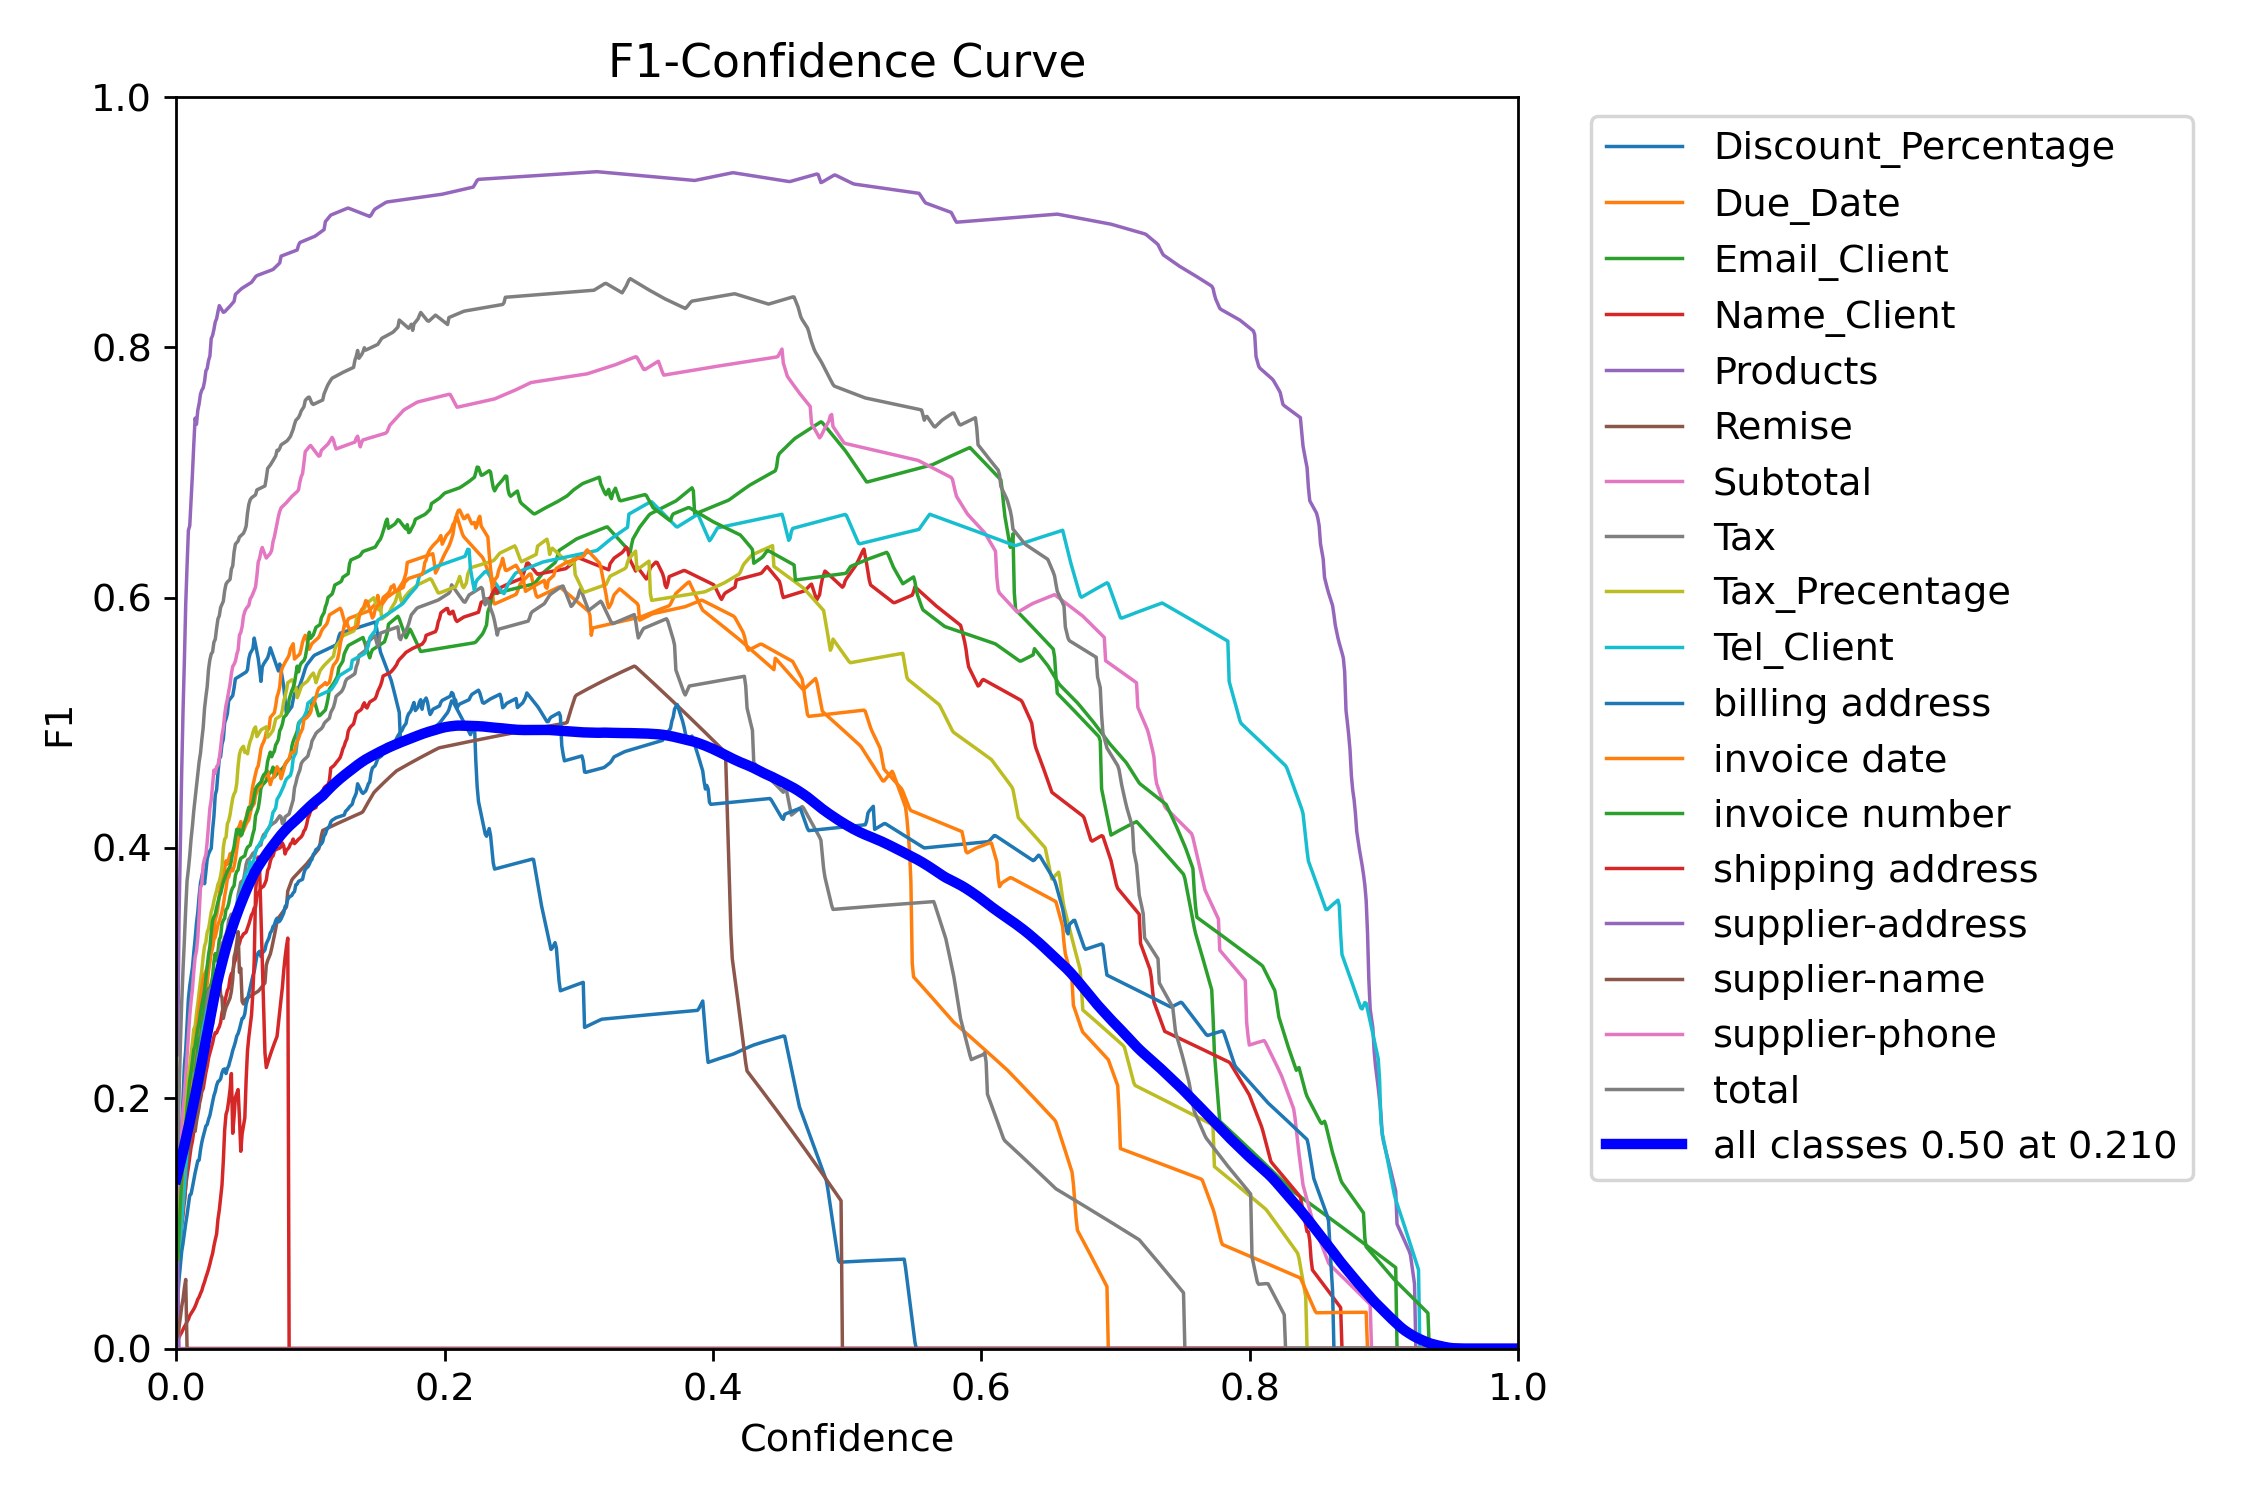 F1-Confidence Curve
1.0
0.8
0.6
0.4
0.2
0.0
F1
0.0 0.2 0.4 0.6 0.8 1.0
Confidence
Discount_Percentage
Due_Date
Email_Client
Name_Client
Products
Remise
Subtotal
Tax
Tax_Precentage
Tel_Client
billing address
invoice date
invoice number
shipping address
supplier-address
supplier-name
supplier-phone
total
all classes 0.50 at 0.210